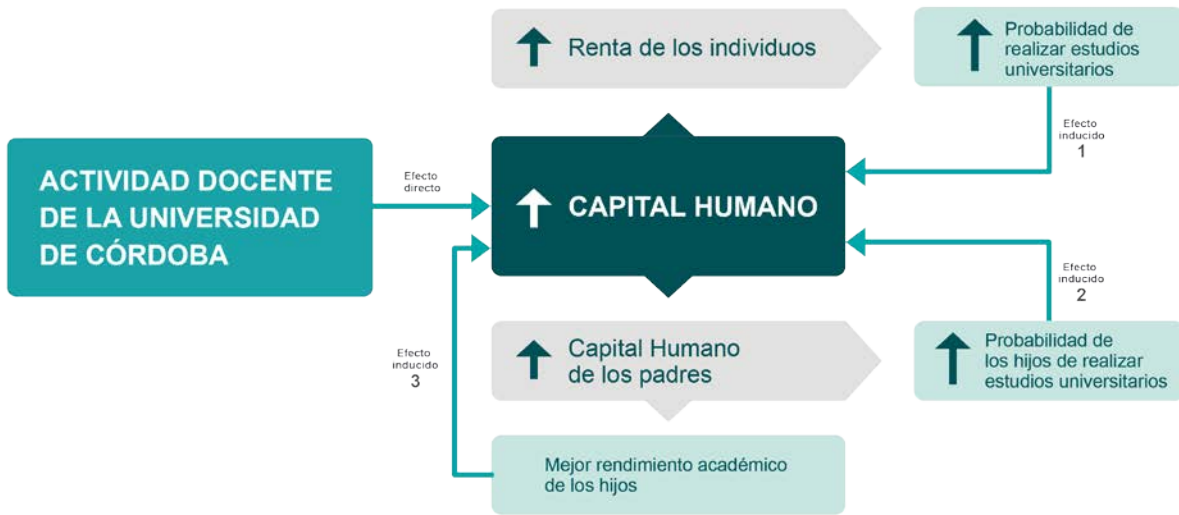 Renta de los individuos
Probabilidad de
realizar estudios
universitarios
Efecto
inducido
1
ACTIVIDAD DOCENTE
DE LA UNIVERSIDAD
DE CÓRDOBA
Efecto
directo
CAPITAL HUMANO
Efecto
inducido
2
Efecto
inducido
3
Capital Humano
de los padres
Probabilidad de
los hijos de realizar
estudios universitarios
Mejor rendimiento académico
de los hijos